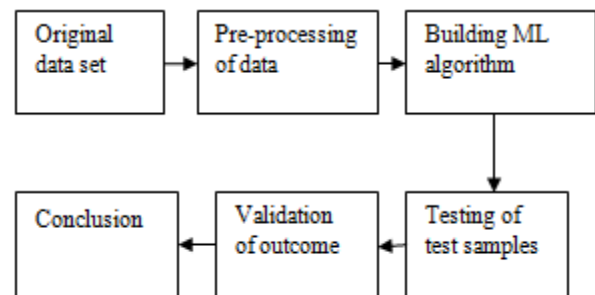 Original
data set
Pre-processing
of data
Building ML
algorithm
Conclusion
Validation
of outcome
Testing of
test samples